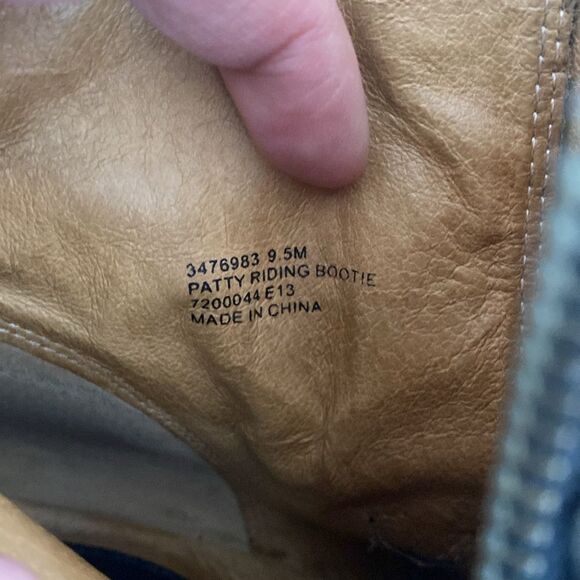 3476983 9.5M
PATTY RIDING BOOTIE
7200044 E13
MADE IN CHINA